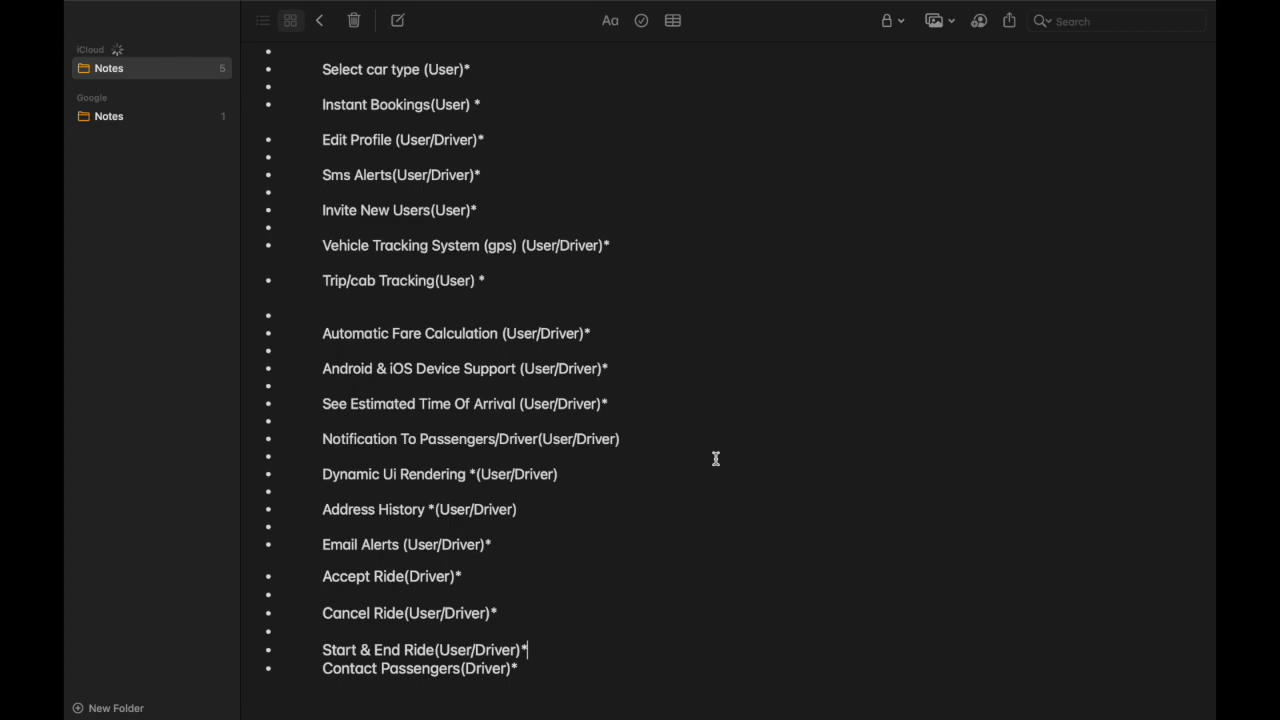 Aa
Search
iCloud
Notes 5
Google
Notes 1
• Select car type (User)*
• Instant Bookings(User) *
• Edit Profile (User/Driver)*
• Sms Alerts(User/Driver)*
• Invite New Users(User)*
• Vehicle Tracking System (gps) (User/Driver)*
• Trip/cab Tracking(User) *
• Automatic Fare Calculation (User/Driver)*
• Android & iOS Device Support (User/Driver)*
• See Estimated Time Of Arrival (User/Driver)*
• Notification To Passengers/Driver(User/Driver)
• Dynamic Ui Rendering *(User/Driver)
• Address History *(User/Driver)
• Email Alerts (User/Driver)*
• Accept Ride(Driver)*
• Cancel Ride(User/Driver)*
• Start & End Ride(User/Driver)*
• Contact Passengers(Driver)*
New Folder